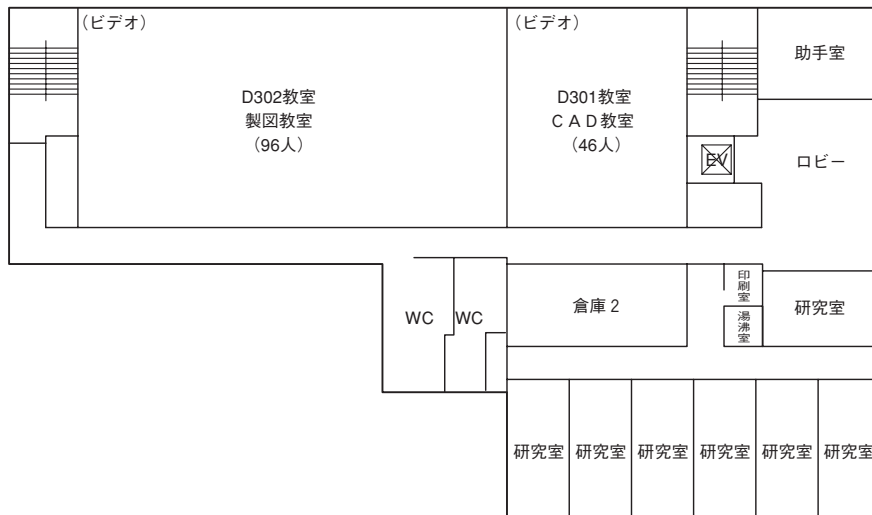 (ビデオ)
(ビデオ)
助手室
D302教室
製図教室
(96人)
D301教室
CAD教室
(46人)
EV
ロビー
WC
WC
倉庫2
印刷室
湯沸室
研究室
研究室
研究室
研究室
研究室
研究室
研究室